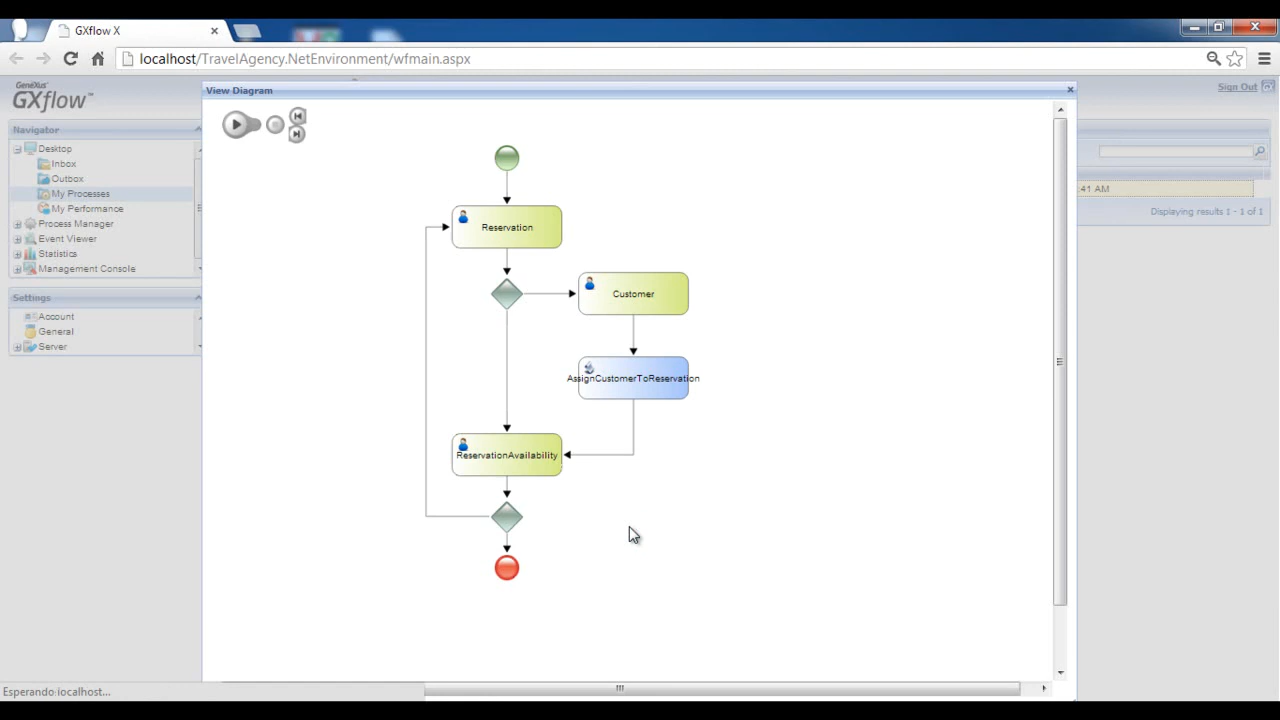 GXflow X
localhost/TravelAgency.NetEnvironment/wfmain.aspx
GeneXus
GXflow™
Sign Out
View Diagram
Navigator
Desktop
Inbox
Outbox
My Processes
My Performance
Process Manager
Event Viewer
Statistics
Management Console
Settings
Account
General
Server
:41 AM
Displaying results 1 - 1 of 1
Reservation
Customer
AssignCustomerToReservation
ReservationAvailability
Esperando localhost...